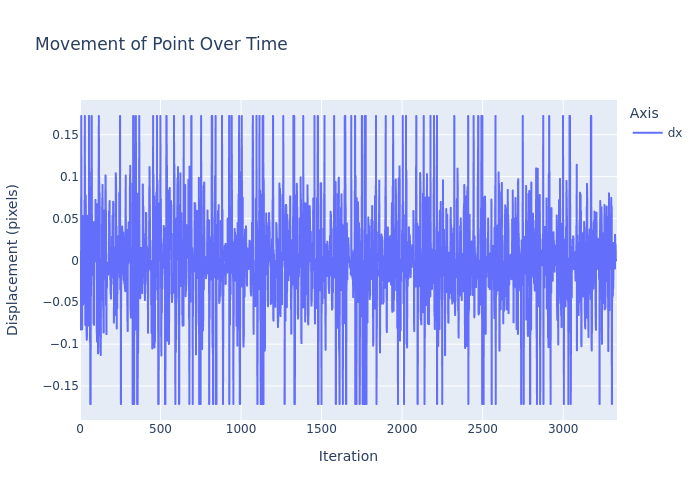 Movement of Point Over Time
Axis
dx
0.15
0.1
0.05
0
−0.05
−0.1
−0.15
Displacement (pixels)
0 500 1000 1500 2000 2500 3000
Iteration